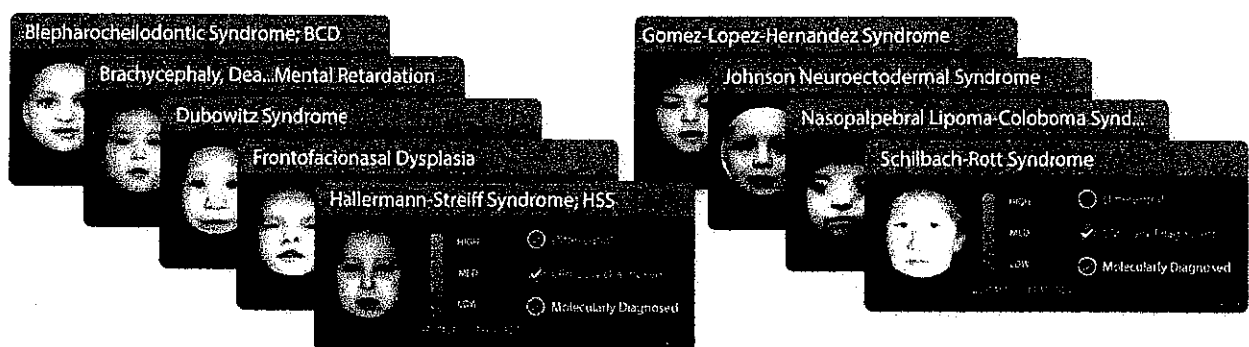 Blepharocheilodontic Syndrome; BCD
Brachycephaly, Dea...Mental Retardation
Dubowitz Syndrome
Frontofacionasal Dysplasia
Hallermann-Streiff Syndrome; HSS
HIGH
MED
LOW
Molecularly Diagnosed
Gomez-Lopez-Hernandez Syndrome
Johnson Neuroectodermal Syndrome
Nasopalpebral Lipoma-Coloboma Synd...
Schilbach-Rott Syndrome
HIGH
MED
LOW
Molecularly Diagnosed